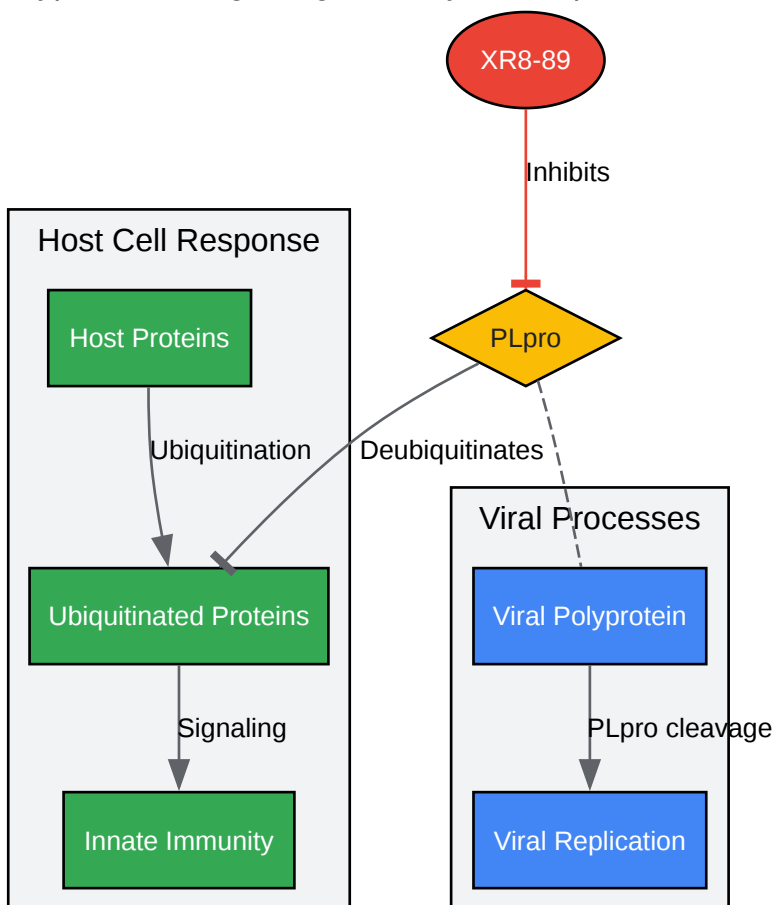 XR8-89
Inhibits
Host Cell Response
Host Proteins
PLpro
Ubiquitination
Deubiquitinates
Viral Processes
Ubiquitinated Proteins
Viral Polyprotein
Signaling
PLpro cleavage
Innate Immunity
Viral Replication